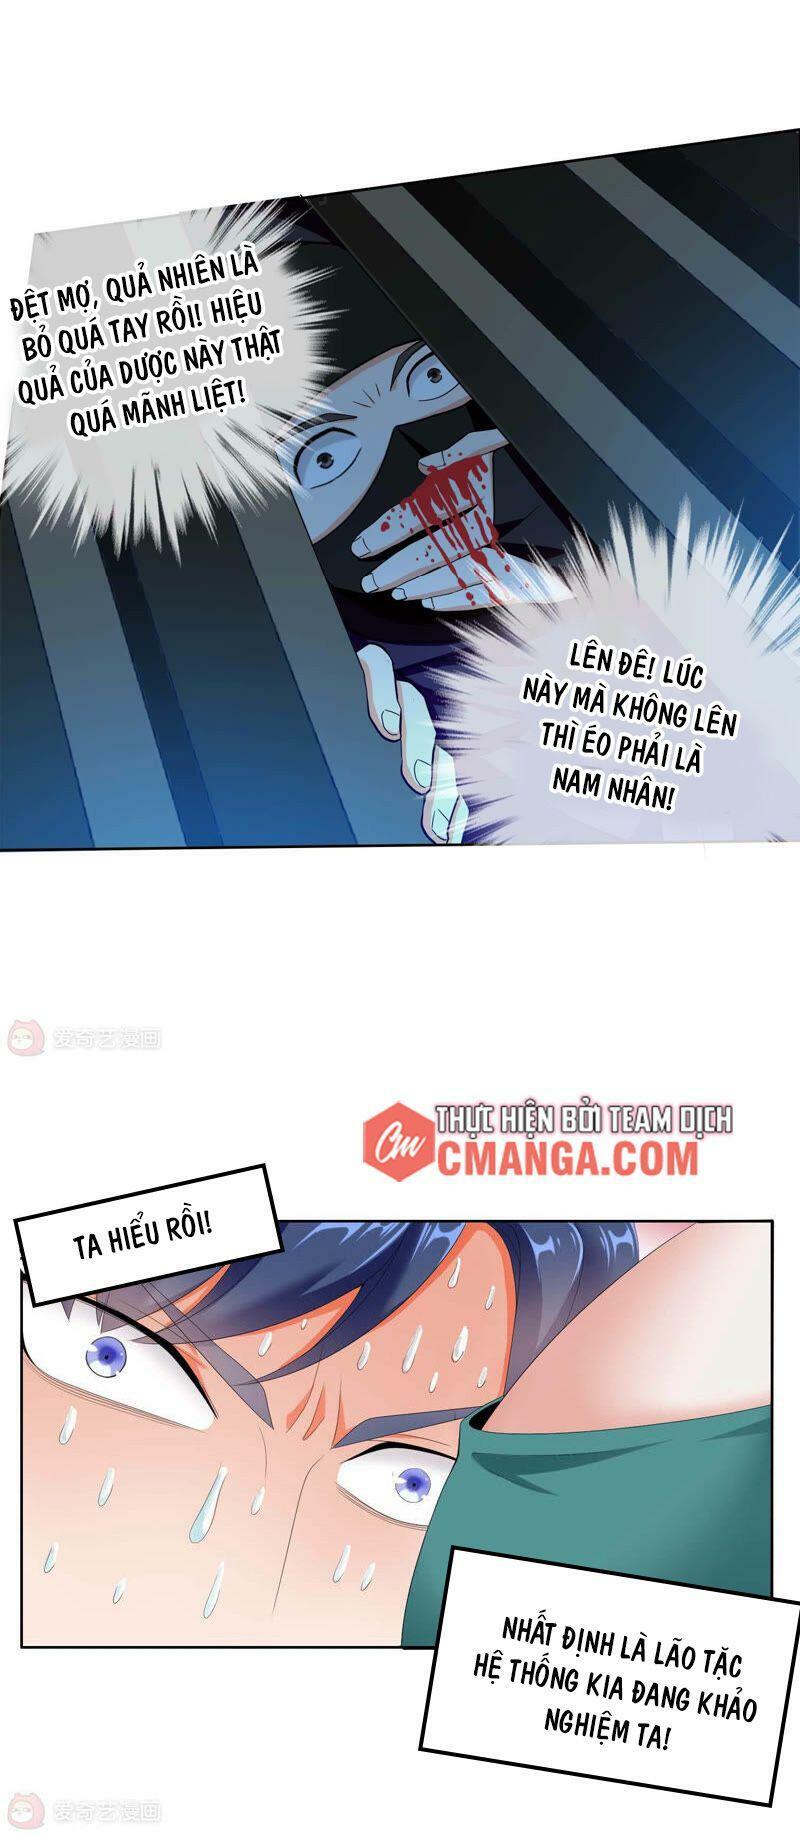 ĐỆT MỢ, QUẢ NHIÊN LÀ
BỎ QUÁ TAY RỒI! HIỆU
QUẢ CỦA DƯỢC NÀY THẬT
QUÁ MÃNH LIỆT!
LÊN ĐÊ! LÚC
NÀY MÀ KHÔNG LÊN
THÌ ÉO PHẢI LÀ
NAM NHÂN!
爱奇艺漫画
CM
THỰC HIỆN BỞI TEAM DỊCH
CMANGA.COM
TA HIỂU RỒI!
NHẤT ĐỊNH LÀ LÃO TẶC
HỆ THỐNG KIA ĐANG KHẢO
NGHIỆM TA!
爱奇艺漫画